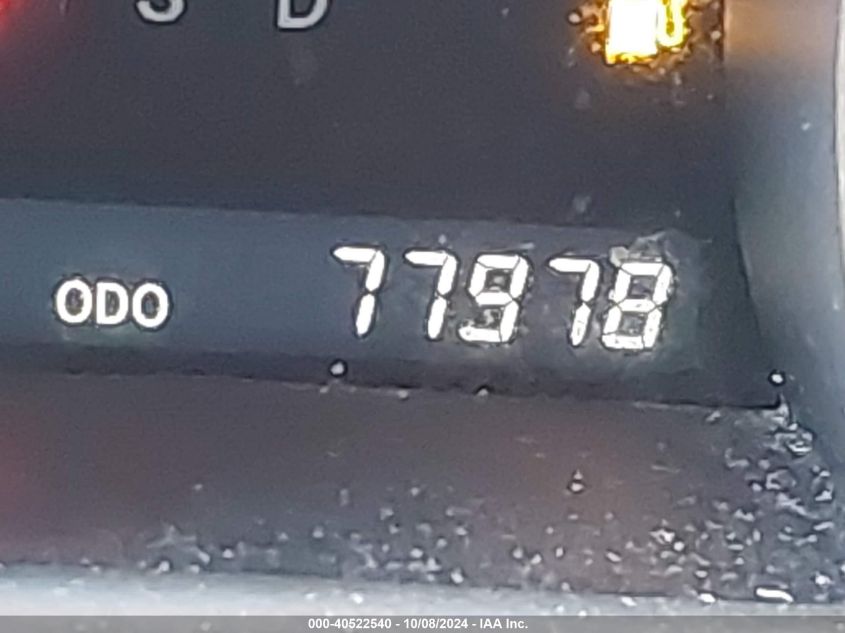 S D
ODO 77978
000-40522540 - 10/08/2024 - IAA Inc.